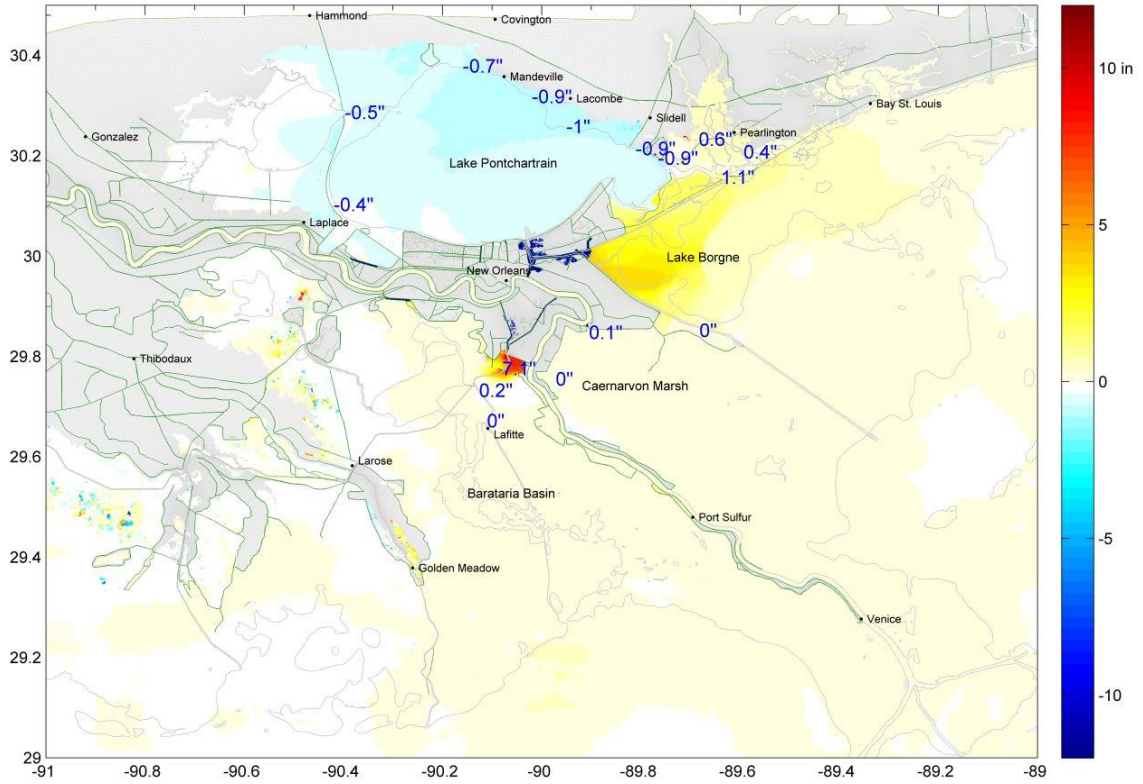 Hammond
Covington
30.4
10 in
-0.7"
Mandeville
-0.9"
Lacombe
Bay St. Louis
-0.5"
Slidell
-1"
Gonzalez
0.6"
Pearlington
30.2
Lake Pontchartrain
-0.9"
-0.9"
0.4"
1.1"
-0.4"
Laplace
5
30
Lake Borgne
New Orleans
0.1"
0"
29.8
Thibodaux
7.1"
0
0.2"
0"
Caernarvon Marsh
0"
Lafitte
29.6
Larose
Barataria Basin
Port Sulfur
-5
29.4
Golden Meadow
Venice
29.2
-10
29
-91
-90.8
-90.6
-90.4
-90.2
-90
-89.8
-89.6
-89.4
-89.2
-89